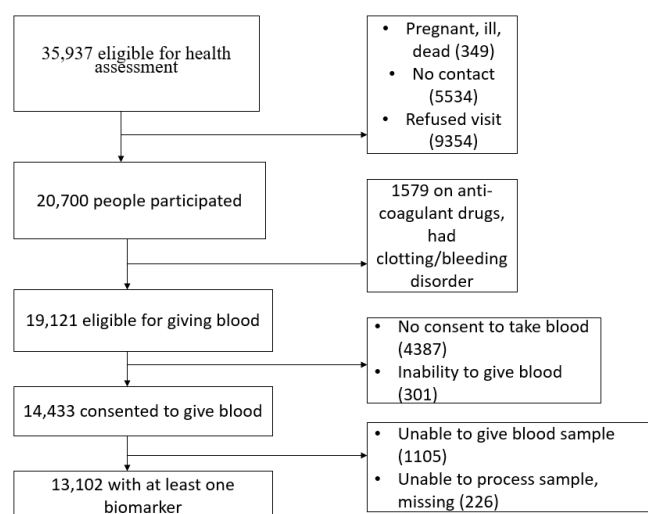 35,937 eligible for health
assessment
• Pregnant, ill,
dead (349)
• No contact
(5534)
• Refused visit
(9354)
20,700 people participated
1579 on anti-
coagulant drugs,
had
clotting/bleeding
disorder
19,121 eligible for giving blood
• No consent to take blood
(4387)
• Inability to give blood
(301)
14,433 consented to give blood
• Unable to give blood sample
(1105)
• Unable to process sample,
missing (226)
13,102 with at least one
biomarker